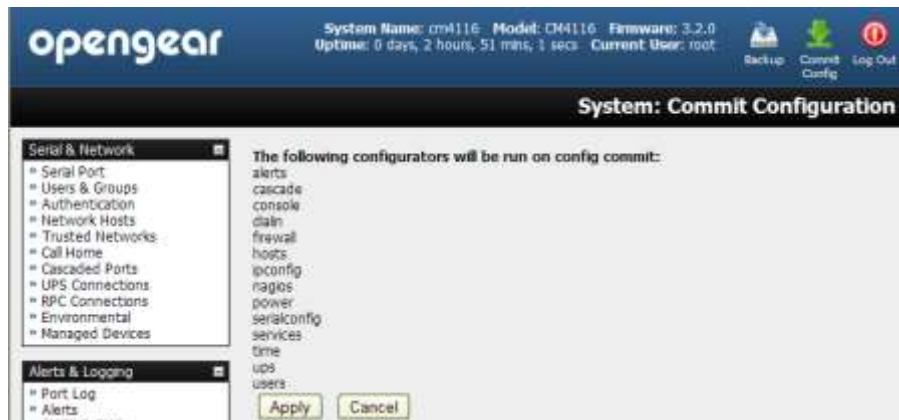 opengear
System Name: cm4116 Model: CM4116 Firmware: 3.2.0
Uptime: 0 days, 2 hours, 51 mins, 1 secs Current User: root
Backup
Commit
Config
Log Out
System: Commit Configuration
Serial & Network
Serial Port
Users & Groups
Authentication
Network Hosts
Trusted Networks
Call Home
Cascaded Ports
UPS Connections
RPC Connections
Environmental
Managed Devices
Alerts & Logging
Port Log
Alerts
The following configurators will be run on config commit:
alerts
cascade
console
dialin
firewall
hosts
ipconfig
nagios
power
serialconfig
services
time
ups
users
Apply Cancel